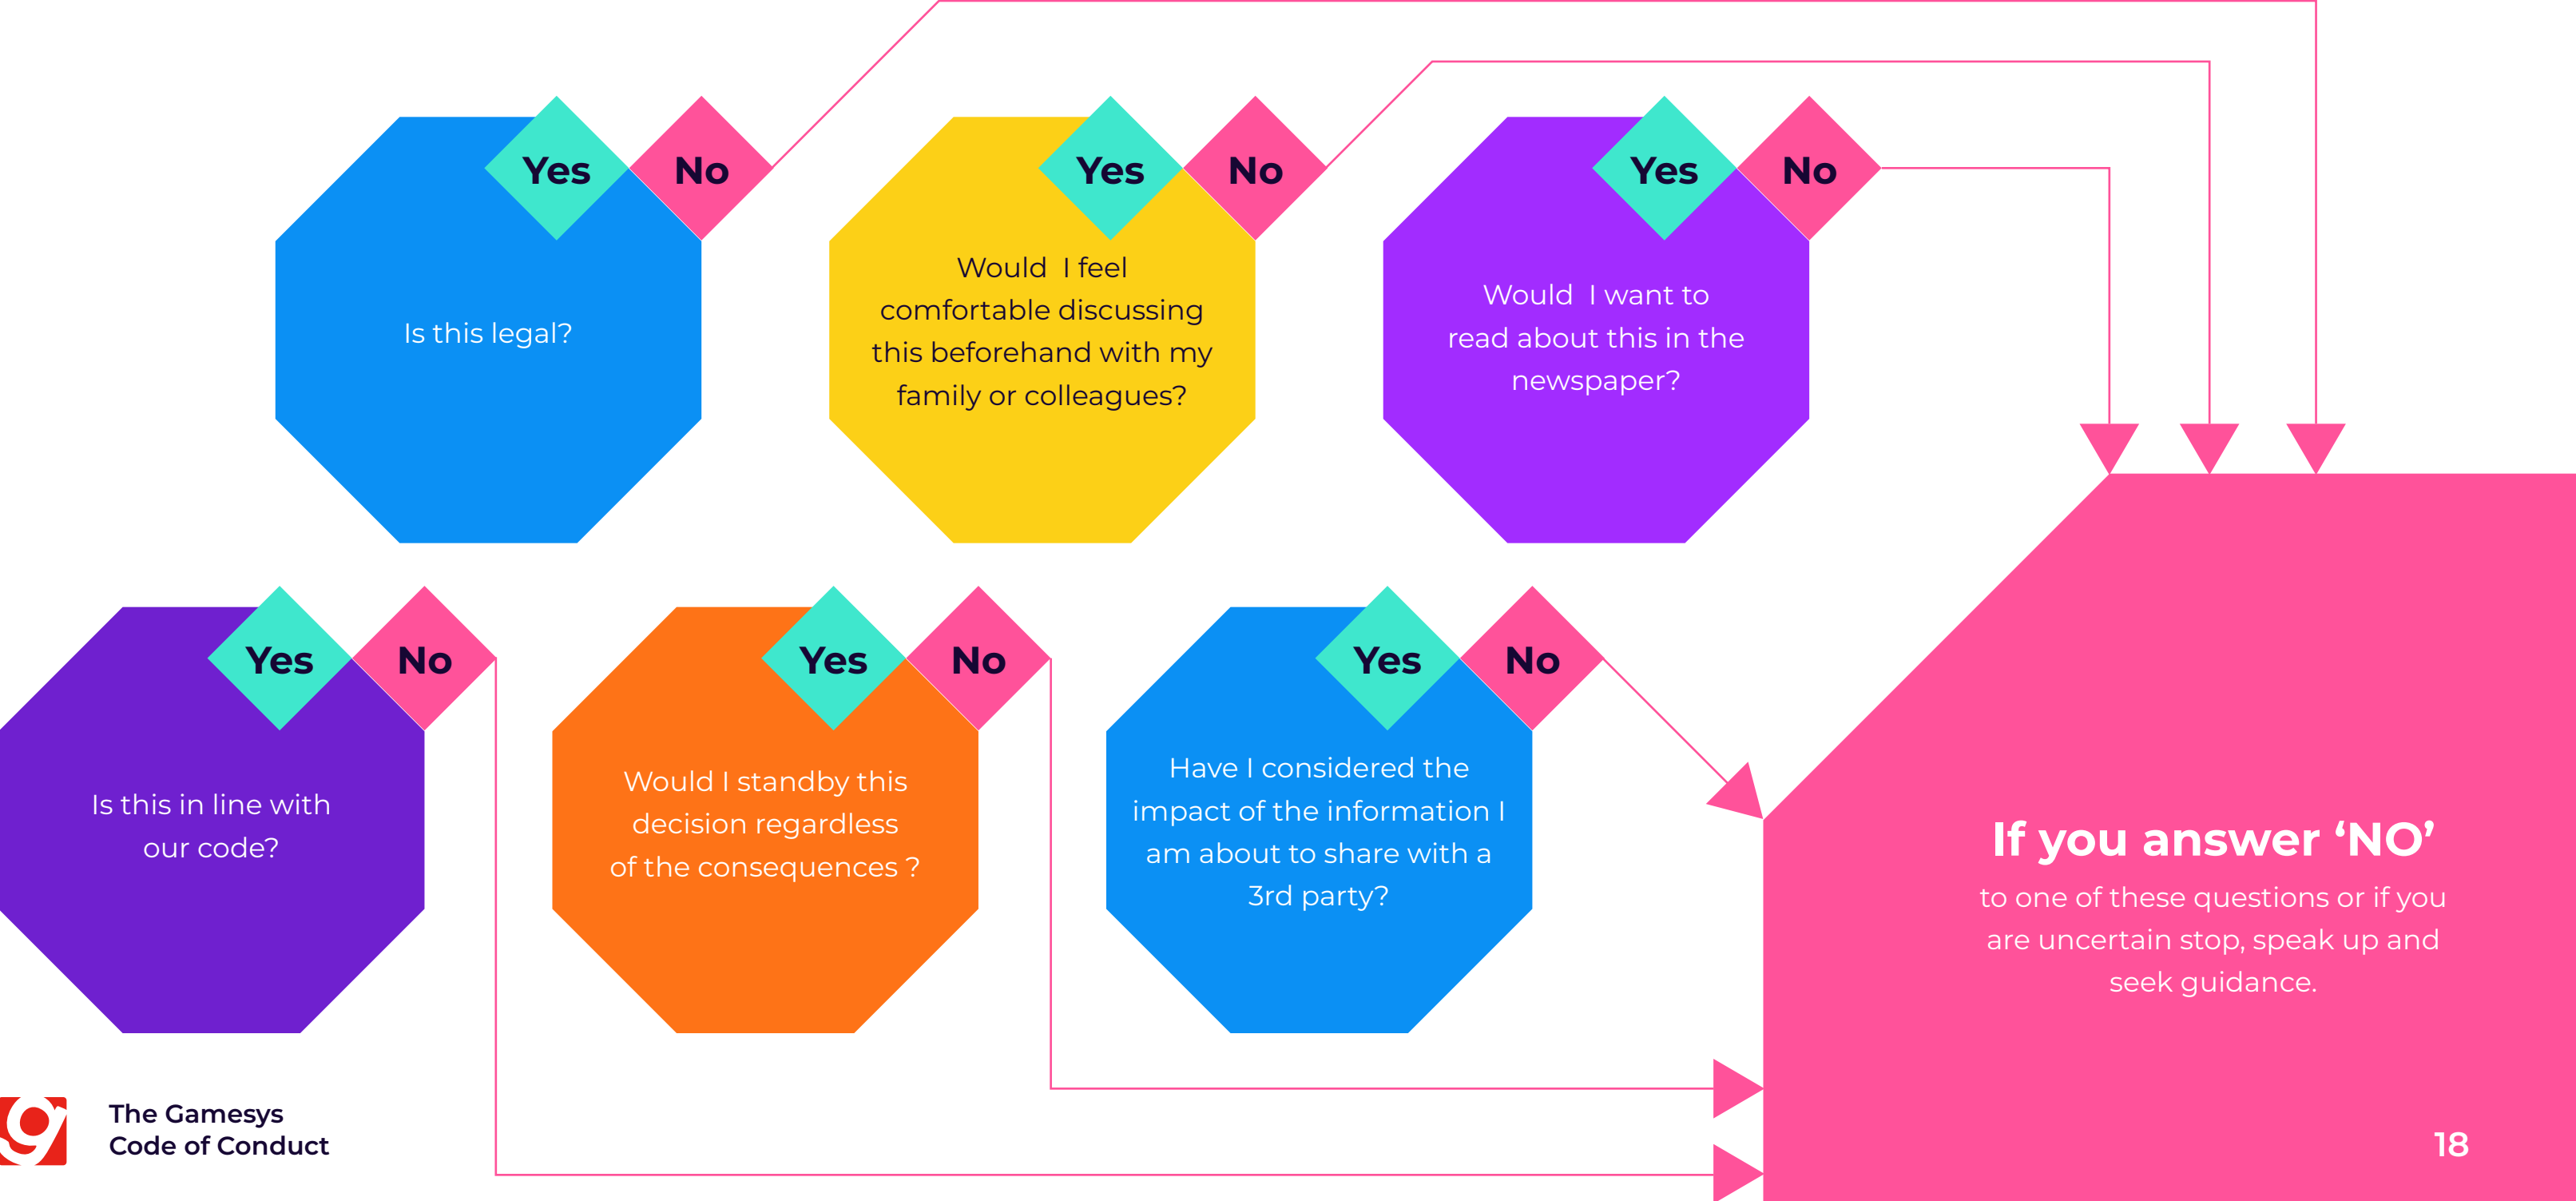 Yes
No
Is this legal?
Yes
No
Would  I feel
comfortable discussing
this beforehand with my
family or colleagues?
Yes
No
Would  I want to
read about this in the
newspaper?
Yes
No
Is this in line with
our code?
Yes
No
Would I standby this
decision regardless
of the consequences ?
Yes
No
Have I considered the
impact of the information I
am about to share with a
3rd party?
If you answer ‘NO’
to one of these questions or if you
are uncertain stop, speak up and
seek guidance.
g
The Gamesys
Code of Conduct
18